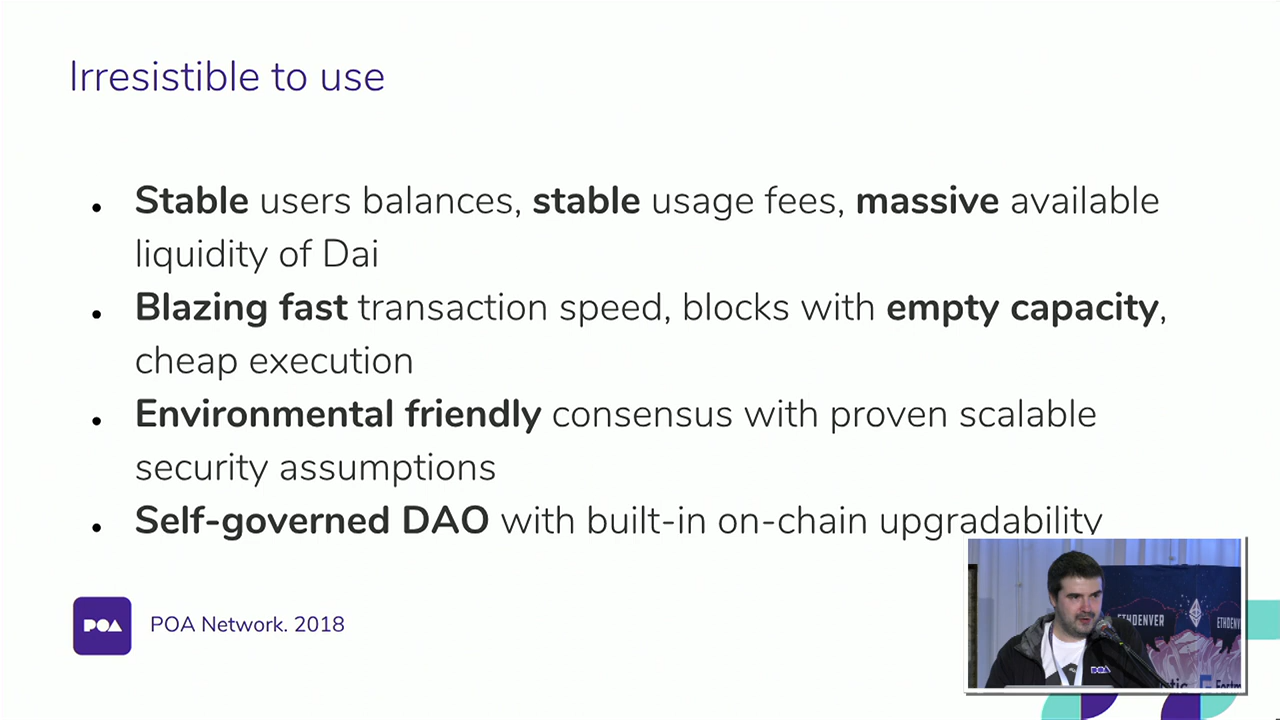 Irresistible to use
• Stable users balances, stable usage fees, massive available
liquidity of Dai
• Blazing fast transaction speed, blocks with empty capacity,
cheap execution
• Environmental friendly consensus with proven scalable
security assumptions
• Self-governed DAO with built-in on-chain upgradability
POA
POA Network. 2018
ETHDENVER
POA